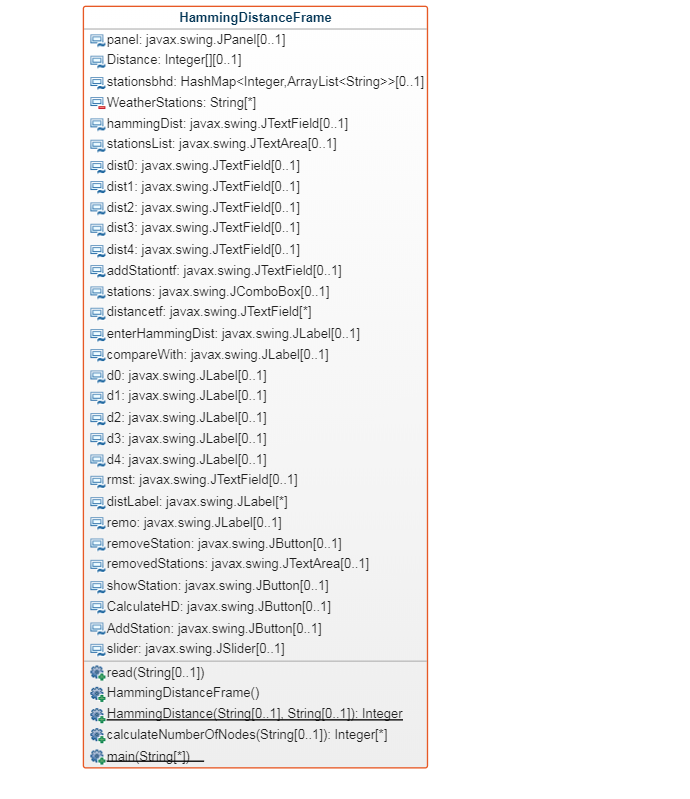 HammingDistanceFrame
panel: javax.swing.JPanel[0..1]
Distance: Integer[][0..1]
stationsbhd: HashMap<Integer,ArrayList<String>>[0..1]
WeatherStations: String[*]
hammingDist: javax.swing.JTextField[0..1]
stationsList: javax.swing.JTextArea[0..1]
dist0: javax.swing.JTextField[0..1]
dist1: javax.swing.JTextField[0..1]
dist2: javax.swing.JTextField[0..1]
dist3: javax.swing.JTextField[0..1]
dist4: javax.swing.JTextField[0..1]
addStationtf: javax.swing.JTextField[0..1]
stations: javax.swing.JComboBox[0..1]
distancetf: javax.swing.JTextField[*]
enterHammingDist: javax.swing.JLabel[0..1]
compareWith: javax.swing.JLabel[0..1]
d0: javax.swing.JLabel[0..1]
d1: javax.swing.JLabel[0..1]
d2: javax.swing.JLabel[0..1]
d3: javax.swing.JLabel[0..1]
d4: javax.swing.JLabel[0..1]
rmst: javax.swing.JTextField[0..1]
distLabel: javax.swing.JLabel[*]
remo: javax.swing.JLabel[0..1]
removeStation: javax.swing.JButton[0..1]
removedStations: javax.swing.JTextArea[0..1]
showStation: javax.swing.JButton[0..1]
CalculateHD: javax.swing.JButton[0..1]
AddStation: javax.swing.JButton[0..1]
slider: javax.swing.JSlider[0..1]
read(String[0..1])
HammingDistanceFrame()
HammingDistance(String[0..1], String[0..1]): Integer
calculateNumberOfNodes(String[0..1]): Integer[*]
main(String[*])